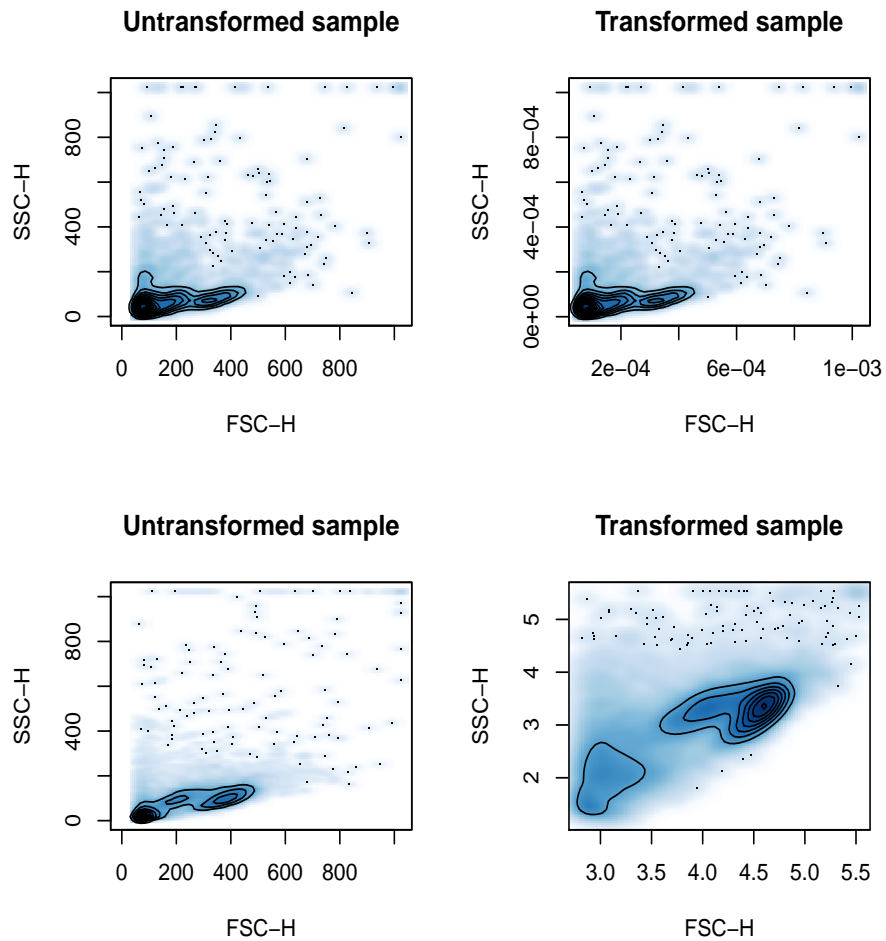 Untransformed sample
SSC−H
0 400 800
0 200 400 600 800
FSC−H
Transformed sample
SSC−H
0e+00 4e−04 8e−04
2e−04 6e−04 1e−03
FSC−H
Untransformed sample
SSC−H
0 400 800
0 200 400 600 800
FSC−H
Transformed sample
SSC−H
2 3 4 5
3.0 3.5 4.0 4.5 5.0 5.5
FSC−H